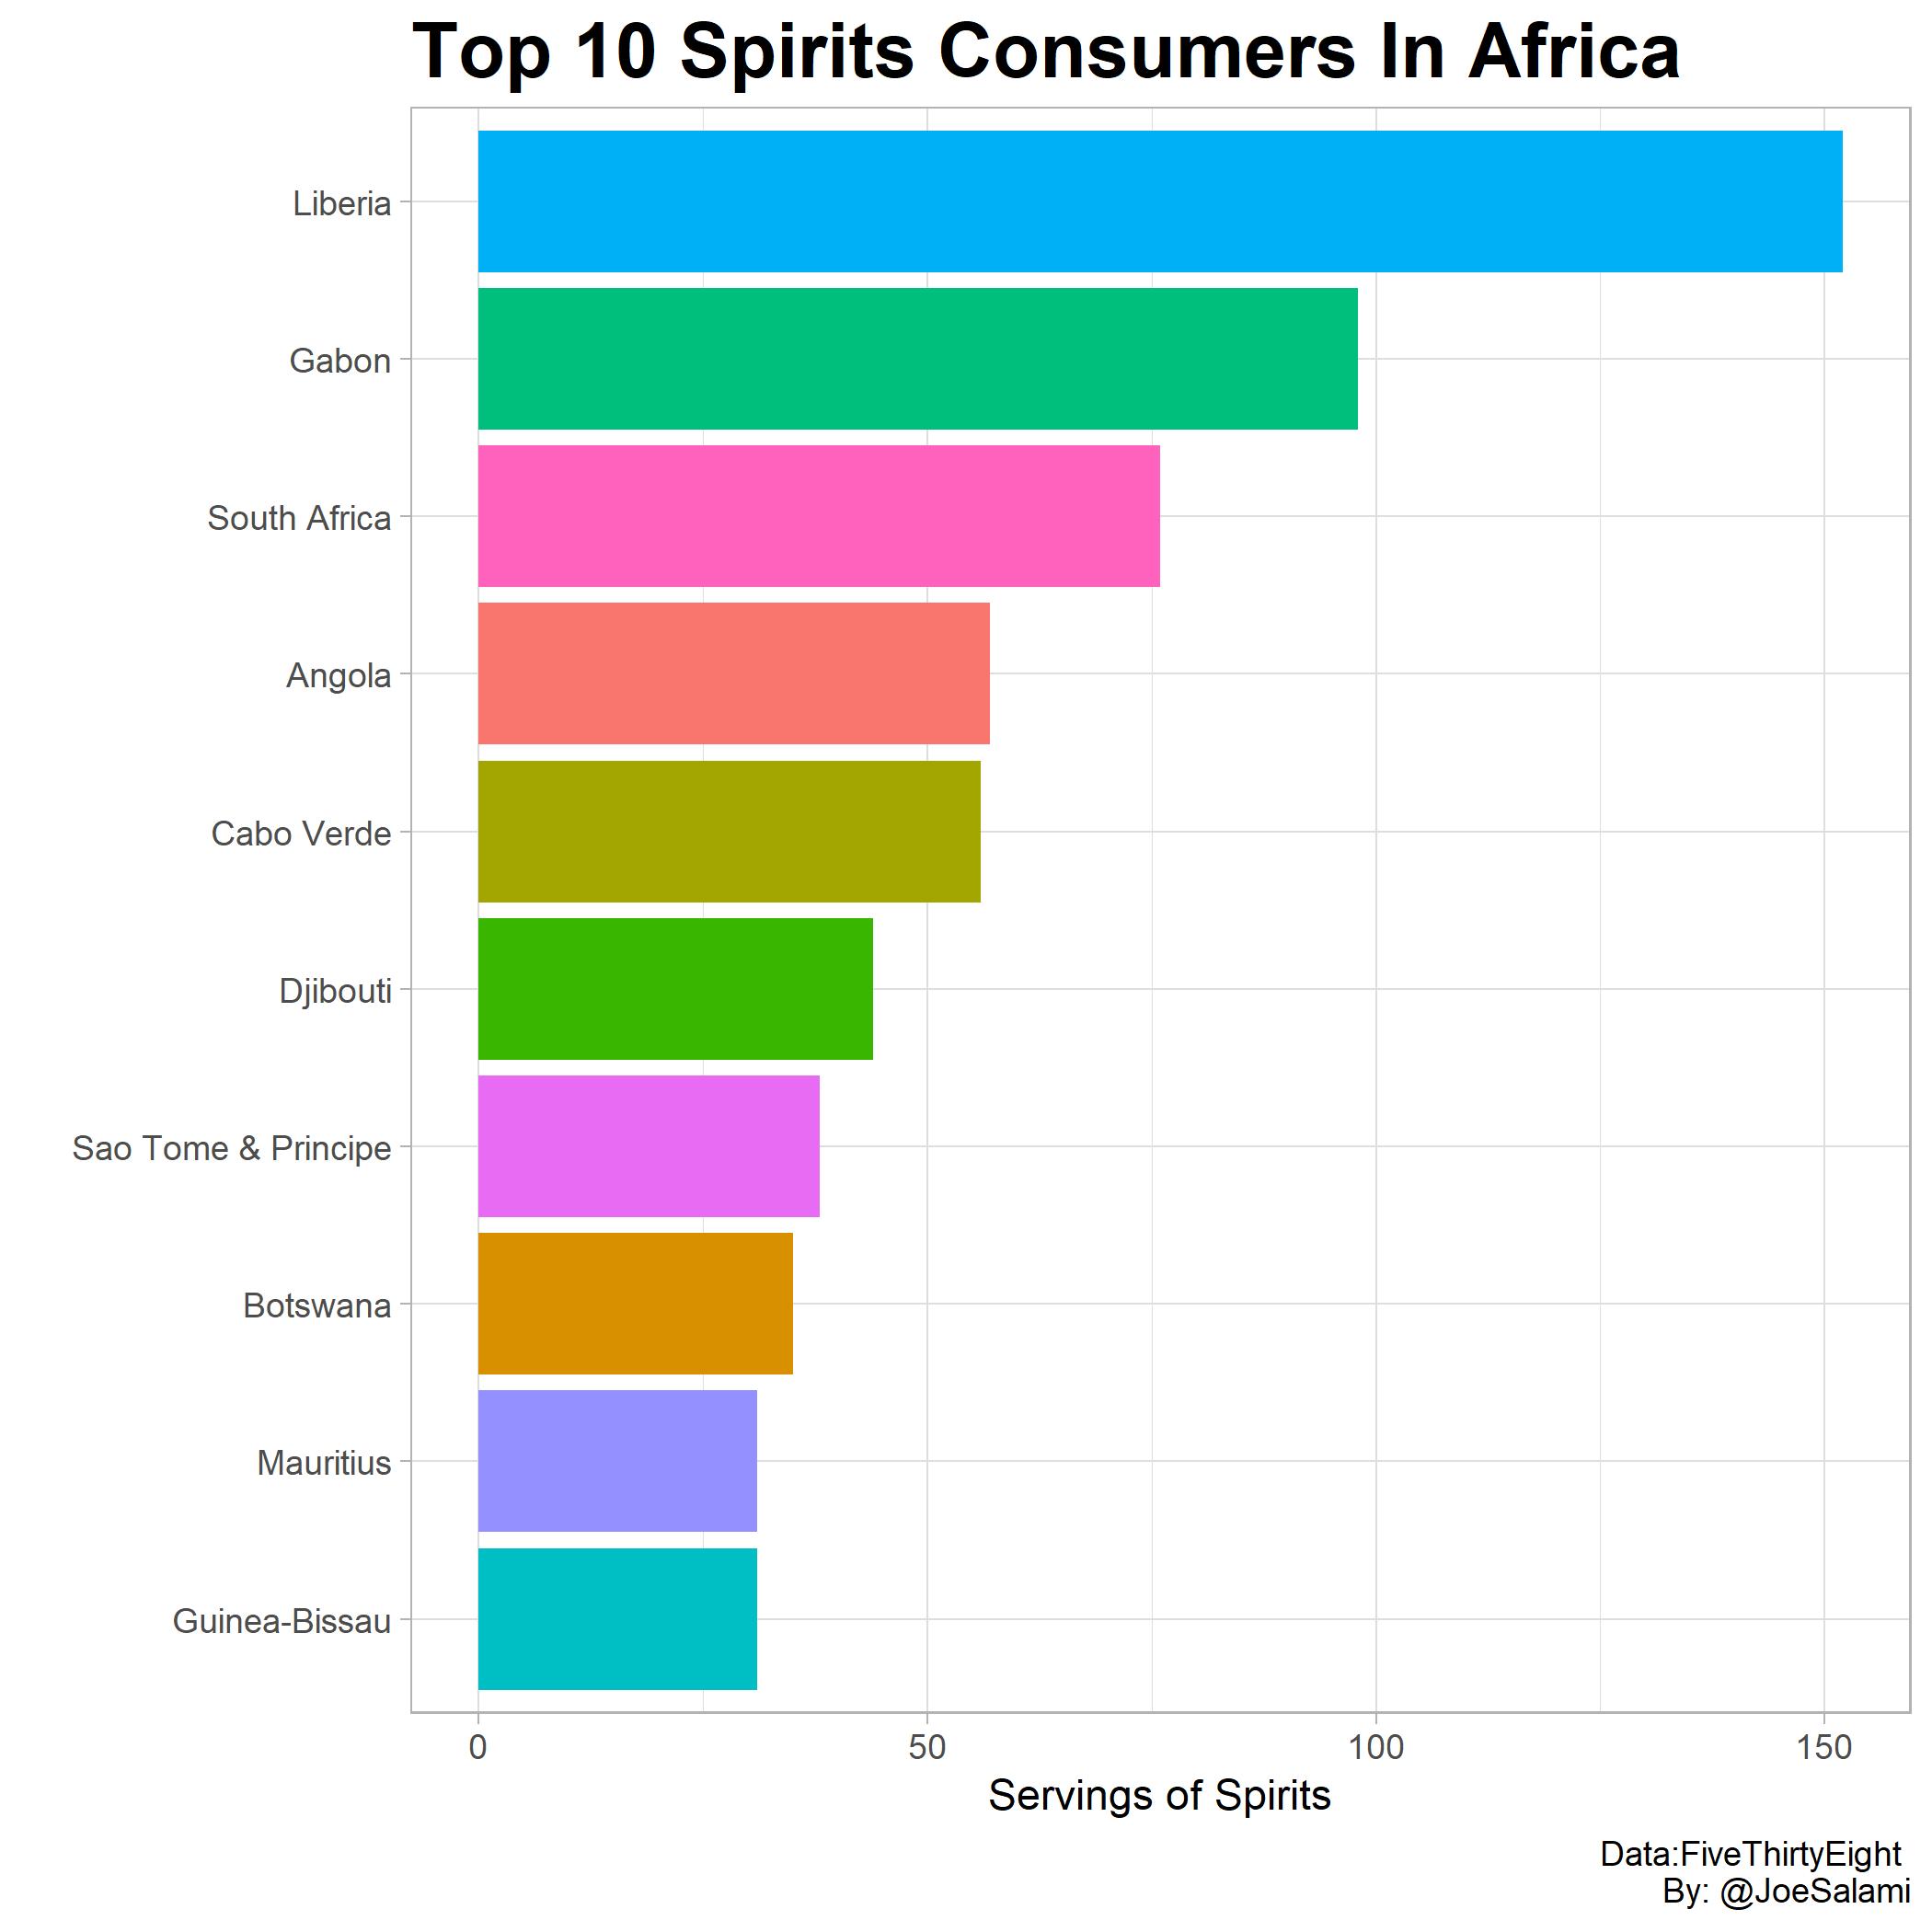 Top 10 Spirits Consumers In Africa
Liberia
Gabon
South Africa
Angola
Cabo Verde
Djibouti
Sao Tome & Principe
Botswana
Mauritius
Guinea-Bissau
0 50 100 150
Servings of Spirits
Data:FiveThirtyEight
By: @JoeSalami